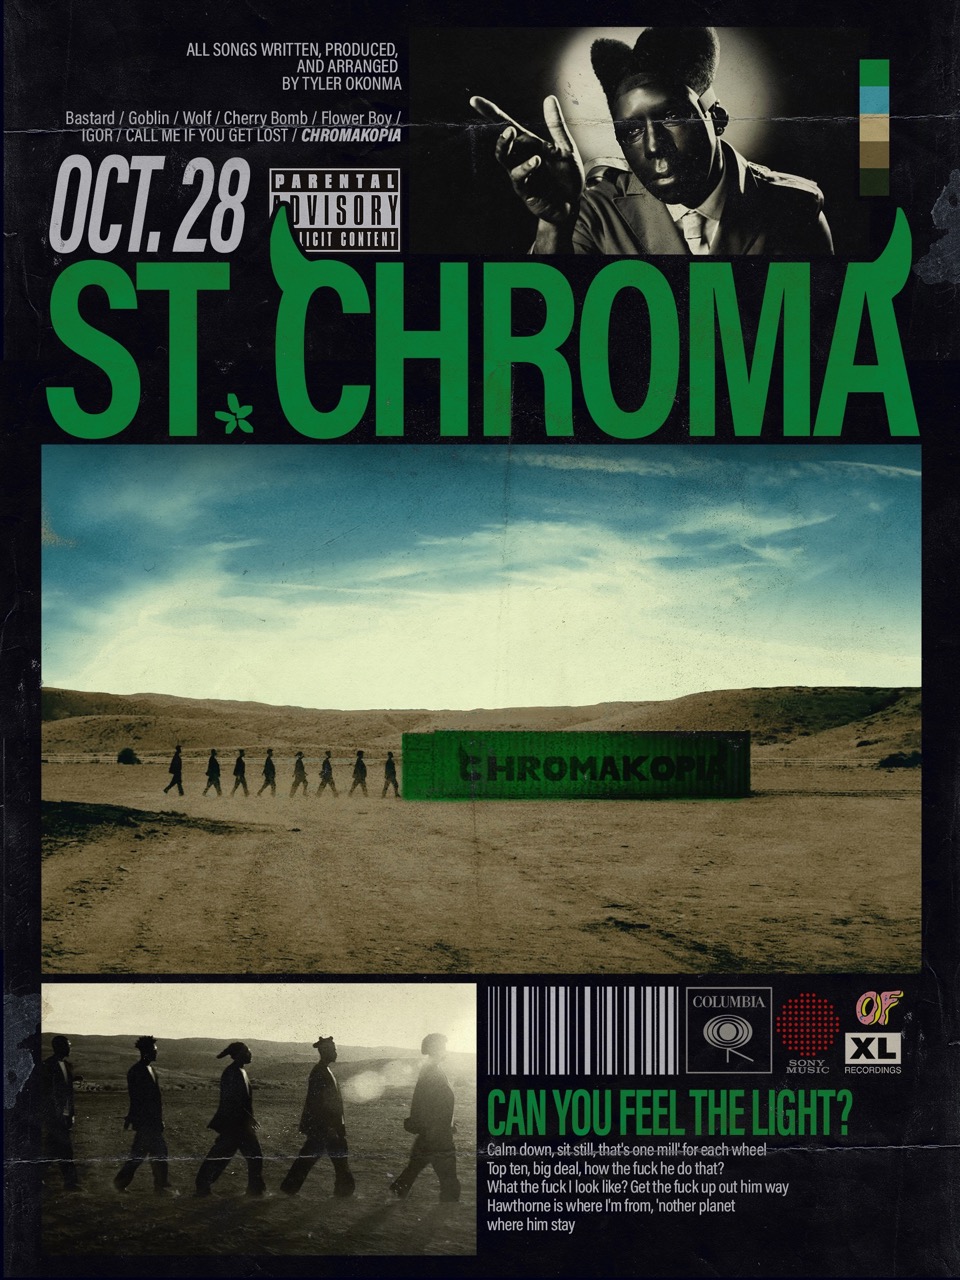 ALL SONGS WRITTEN, PRODUCED,
AND ARRANGED
BY TYLER OKONMA
Bastard / Goblin / Wolf / Cherry Bomb / Flower Boy /
IGOR / CALL ME IF YOU GET LOST / CHROMAKOPIA
OCT. 28
PARENTAL
ADVISORY
LICIT CONTENT
ST. CHROMA
CHROMAKOPIA
COLUMBIA
SONY
MUSIC
OF
XL
RECORDINGS
CAN YOU FEEL THE LIGHT?
Calm down, sit still, that's one mill' for each wheel
Top ten, big deal, how the fuck he do that?
What the fuck I look like? Get the fuck up out him way
Hawthorne is where I'm from, 'nother planet
where him stay